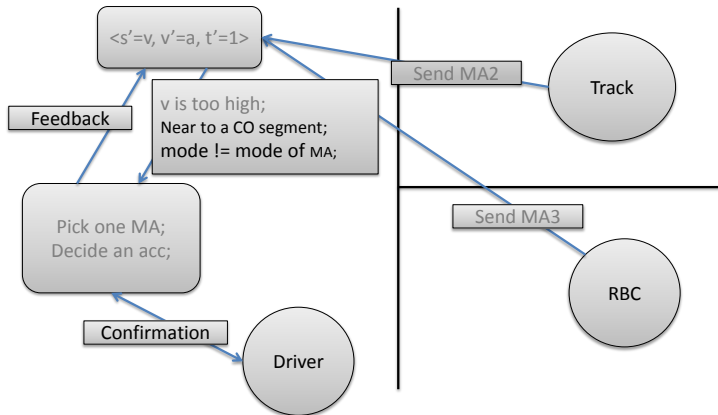 <s’=v, v’=a, t’=1>
Send MA2
Track
Feedback
v is too high;
Near to a CO segment;
mode != mode of MA;
Pick one MA;
Decide an acc;
Send MA3
RBC
Confirmation
Driver